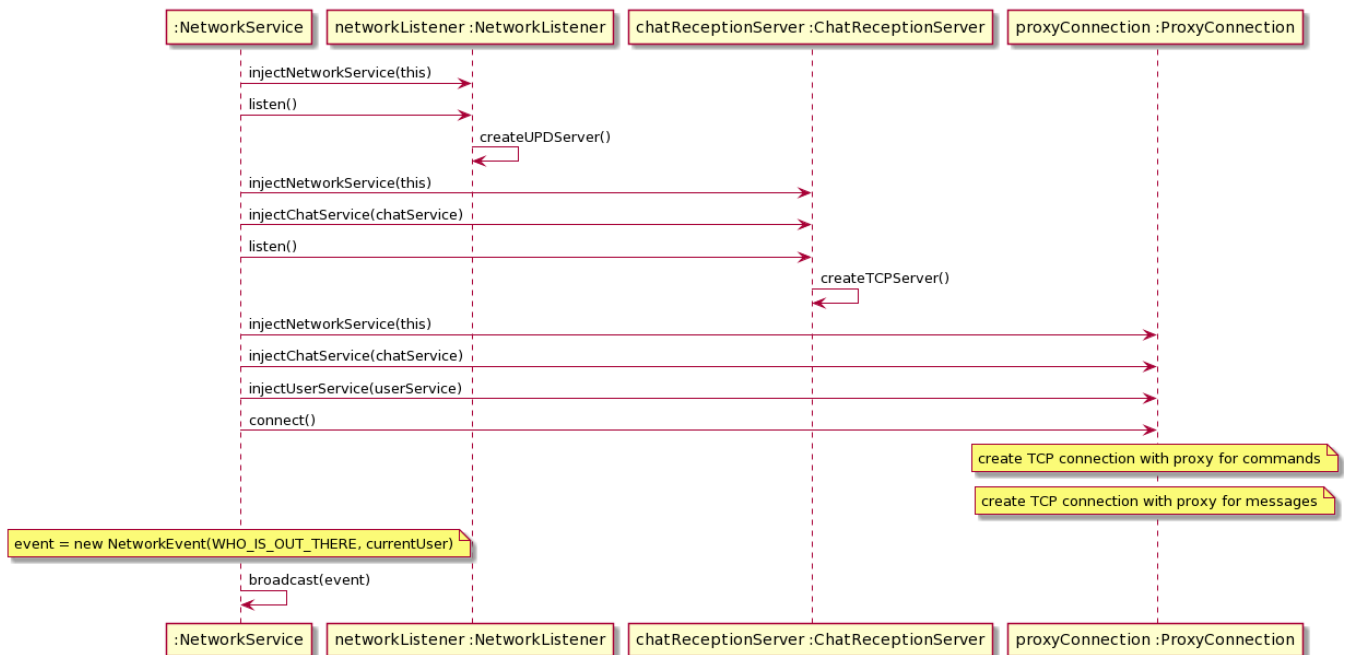 :NetworkService
networkListener :NetworkListener
chatReceptionServer :ChatReceptionServer
proxyConnection :ProxyConnection
injectNetworkService(this)
listen()
createUPDServer()
injectNetworkService(this)
injectChatService(chatService)
listen()
createTCPServer()
injectNetworkService(this)
injectChatService(chatService)
injectUserService(userService)
connect()
create TCP connection with proxy for commands
create TCP connection with proxy for messages
event = new NetworkEvent(WHO_IS_OUT_THERE, currentUser)
broadcast(event)
:NetworkService
networkListener :NetworkListener
chatReceptionServer :ChatReceptionServer
proxyConnection :ProxyConnection